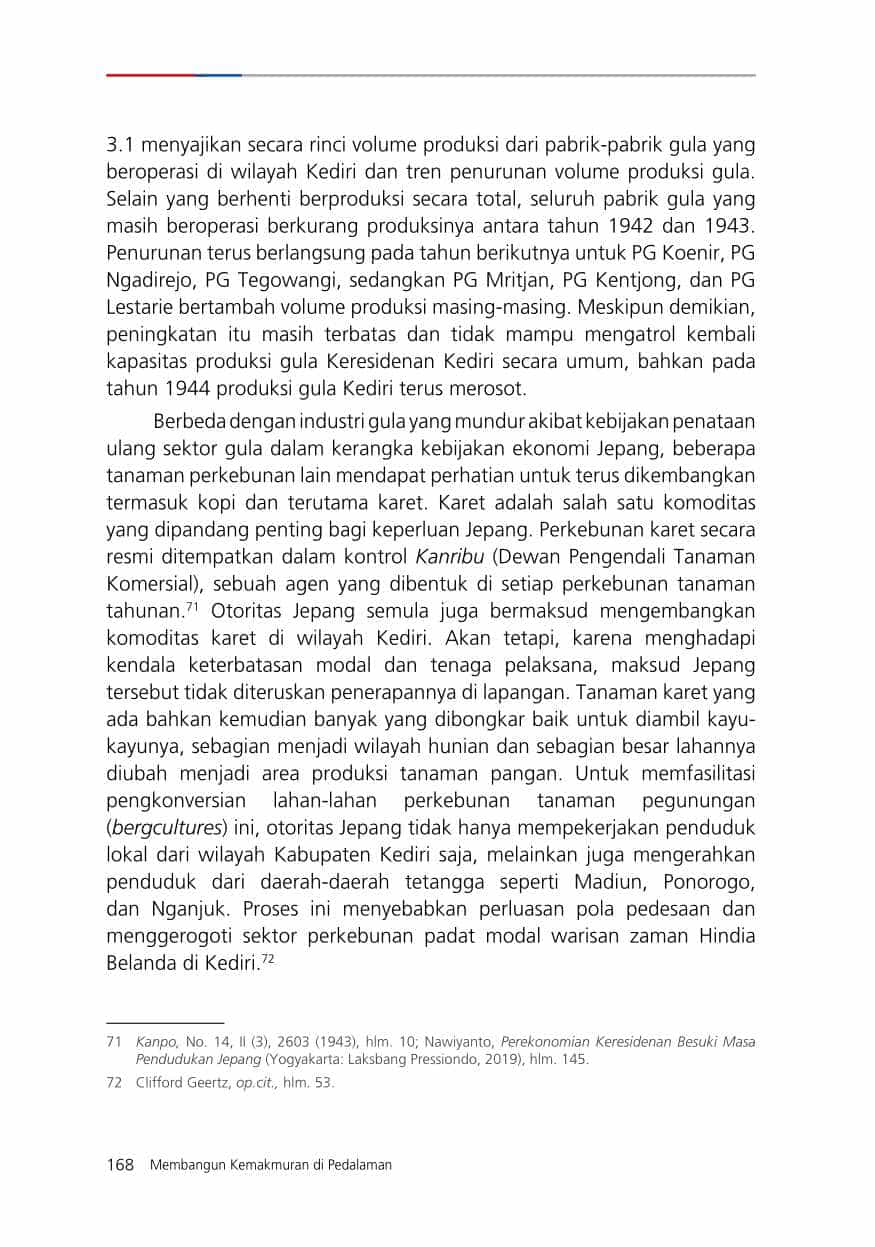 3.1 menyajikan secara rinci volume produksi dari pabrik-pabrik gula yang
beroperasi di wilayah Kediri dan tren penurunan volume produksi gula.
Selain yang berhenti berproduksi secara total, seluruh pabrik gula yang
masih beroperasi berkurang produksinya antara tahun 1942 dan 1943.
Penurunan terus berlangsung pada tahun berikutnya untuk PG Koenir, PG
Ngadirejo, PG Tegowangi, sedangkan PG Mritjan, PG Kentjong, dan PG
Lestarie bertambah volume produksi masing-masing. Meskipun demikian,
peningkatan itu masih terbatas dan tidak mampu mengatrol kembali
kapasitas produksi gula Keresidenan Kediri secara umum, bahkan pada
tahun 1944 produksi gula Kediri terus merosot.
Berbeda dengan industri gula yang mundur akibat kebijakan penataan
ulang sektor gula dalam kerangka kebijakan ekonomi Jepang, beberapa
tanaman perkebunan lain mendapat perhatian untuk terus dikembangkan
termasuk kopi dan terutama karet. Karet adalah salah satu komoditas
yang dipandang penting bagi keperluan Jepang. Perkebunan karet secara
resmi ditempatkan dalam kontrol Kanribu (Dewan Pengendali Tanaman
Komersial), sebuah agen yang dibentuk di setiap perkebunan tanaman
tahunan.71 Otoritas Jepang semula juga bermaksud mengembangkan
komoditas karet di wilayah Kediri. Akan tetapi, karena menghadapi
kendala keterbatasan modal dan tenaga pelaksana, maksud Jepang
tersebut tidak diteruskan penerapannya di lapangan. Tanaman karet yang
ada bahkan kemudian banyak yang dibongkar baik untuk diambil kayu-
kayunya, sebagian menjadi wilayah hunian dan sebagian besar lahannya
diubah menjadi area produksi tanaman pangan. Untuk memfasilitasi
pengkonversian lahan-lahan perkebunan tanaman pegunungan
(bergcultures) ini, otoritas Jepang tidak hanya mempekerjakan penduduk
lokal dari wilayah Kabupaten Kediri saja, melainkan juga mengerahkan
penduduk dari daerah-daerah tetangga seperti Madiun, Ponorogo,
dan Nganjuk. Proses ini menyebabkan perluasan pola pedesaan dan
menggerogoti sektor perkebunan padat modal warisan zaman Hindia
Belanda di Kediri.72
71 Kanpo, No. 14, II (3), 2603 (1943), hlm. 10; Nawiyanto, Perekonomian Keresidenan Besuki Masa
Pendudukan Jepang (Yogyakarta: Laksbang Pressiondo, 2019), hlm. 145.
72 Clifford Geertz, op.cit., hlm. 53.
168 Membangun Kemakmuran di Pedalaman